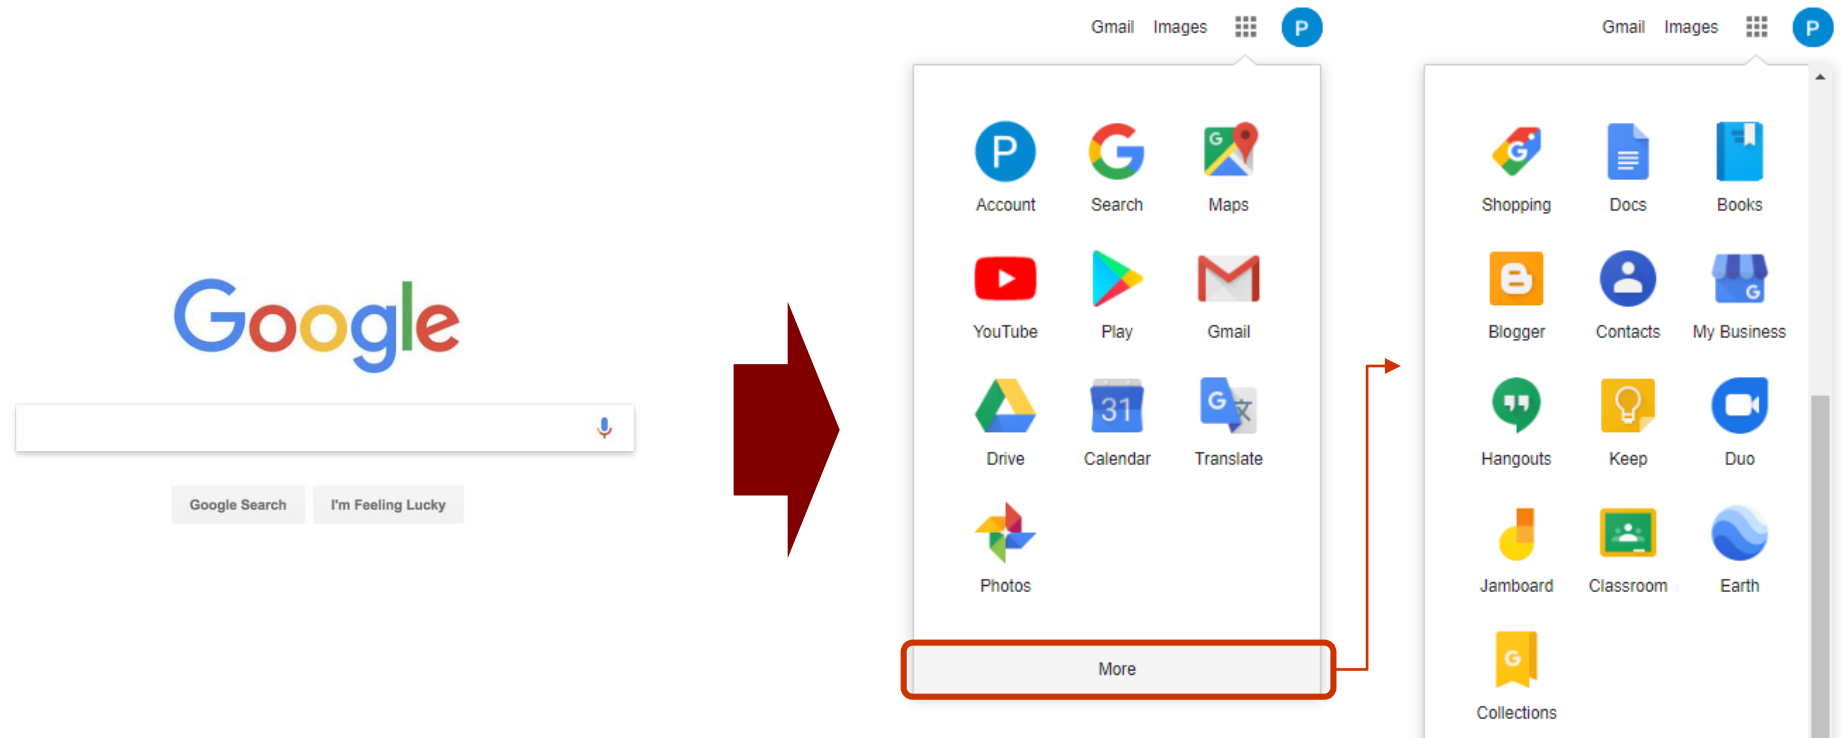 Google
Google Search I'm Feeling Lucky
Gmail Images P
P G G
Account Search Maps
YouTube Play Gmail
31 G 文
Drive Calendar Translate
Photos
More
Gmail Images P
G
Shopping Docs Books
G
Blogger Contacts My Business
Hangouts Keep Duo
Jamboard Classroom Earth
G
Collections